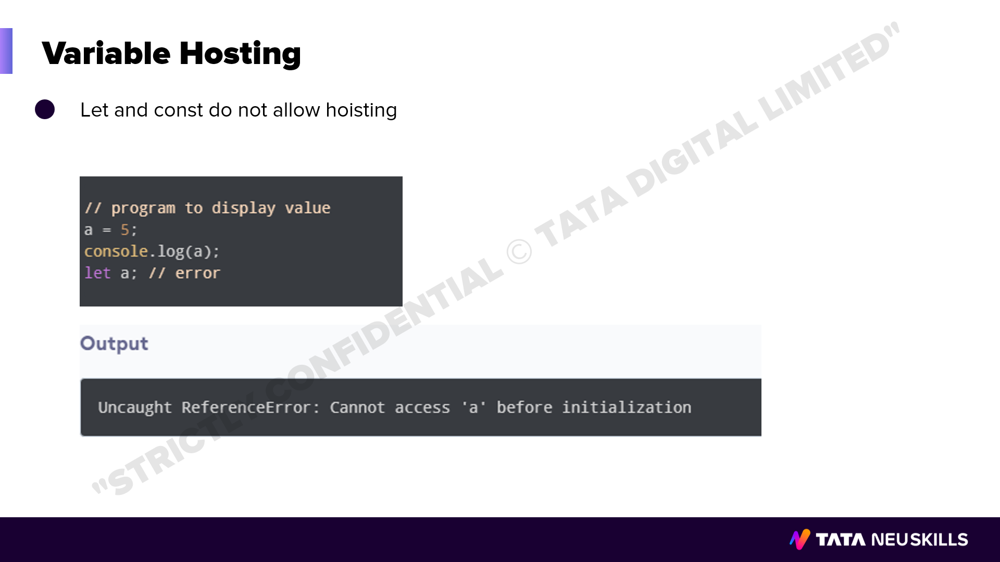 Variable Hosting
Let and const do not allow hoisting
// program to display value
a = 5;
console.log(a);
let a; // error
Output
Uncaught ReferenceError: Cannot access 'a' before initialization
"STRICTLY CONFIDENTIAL © TATA DIGITAL LIMITED"
TATA NEUSKILLS